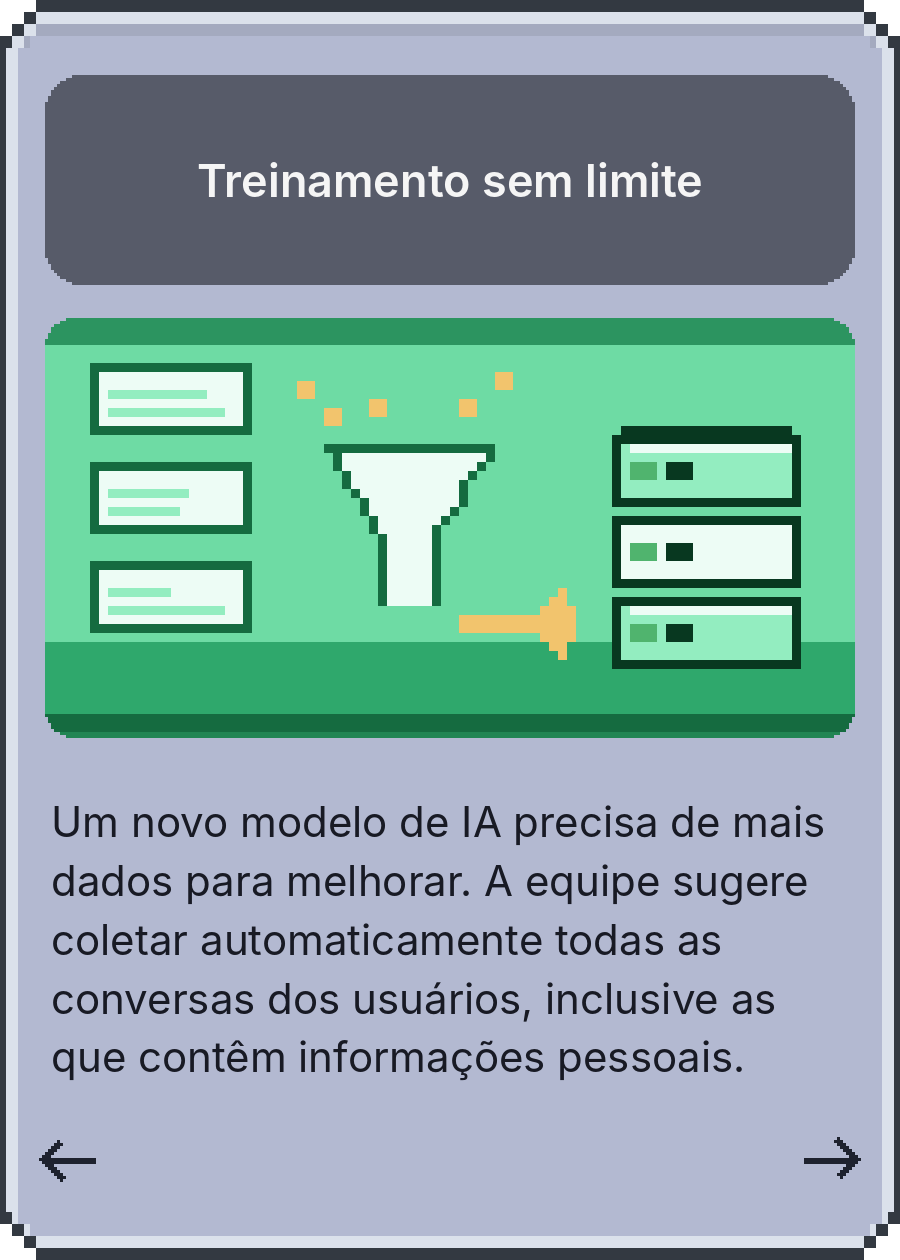 Treinamento sem limite
Um novo modelo de IA precisa de mais
dados para melhorar. A equipe sugere
coletar automaticamente todas as
conversas dos usuários, inclusive as
que contêm informações pessoais.